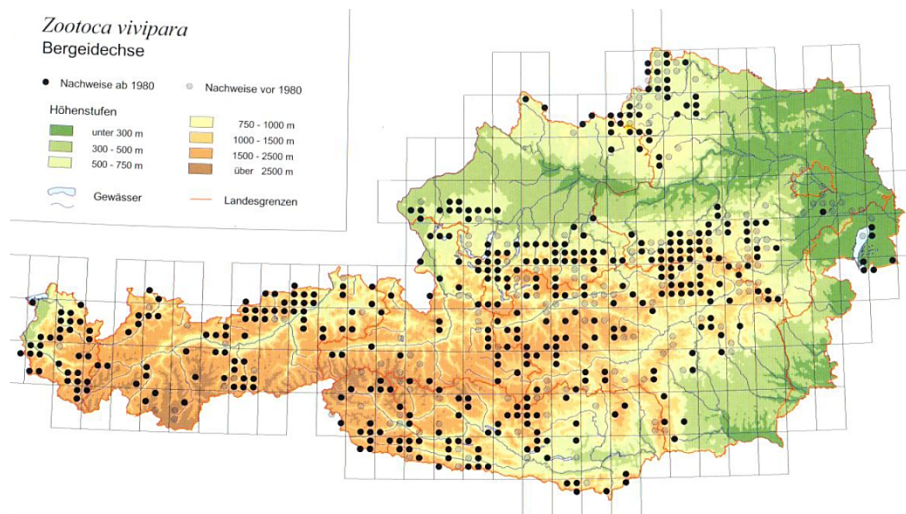 Zootoca vivipara
Bergeidechse
Nachweise ab 1980
Nachweise vor 1980
Höhenstufen
unter 300 m
300 - 500 m
500 - 750 m
750 - 1000 m
1000 - 1500 m
1500 - 2500 m
über 2500 m
Gewässer
Landesgrenzen